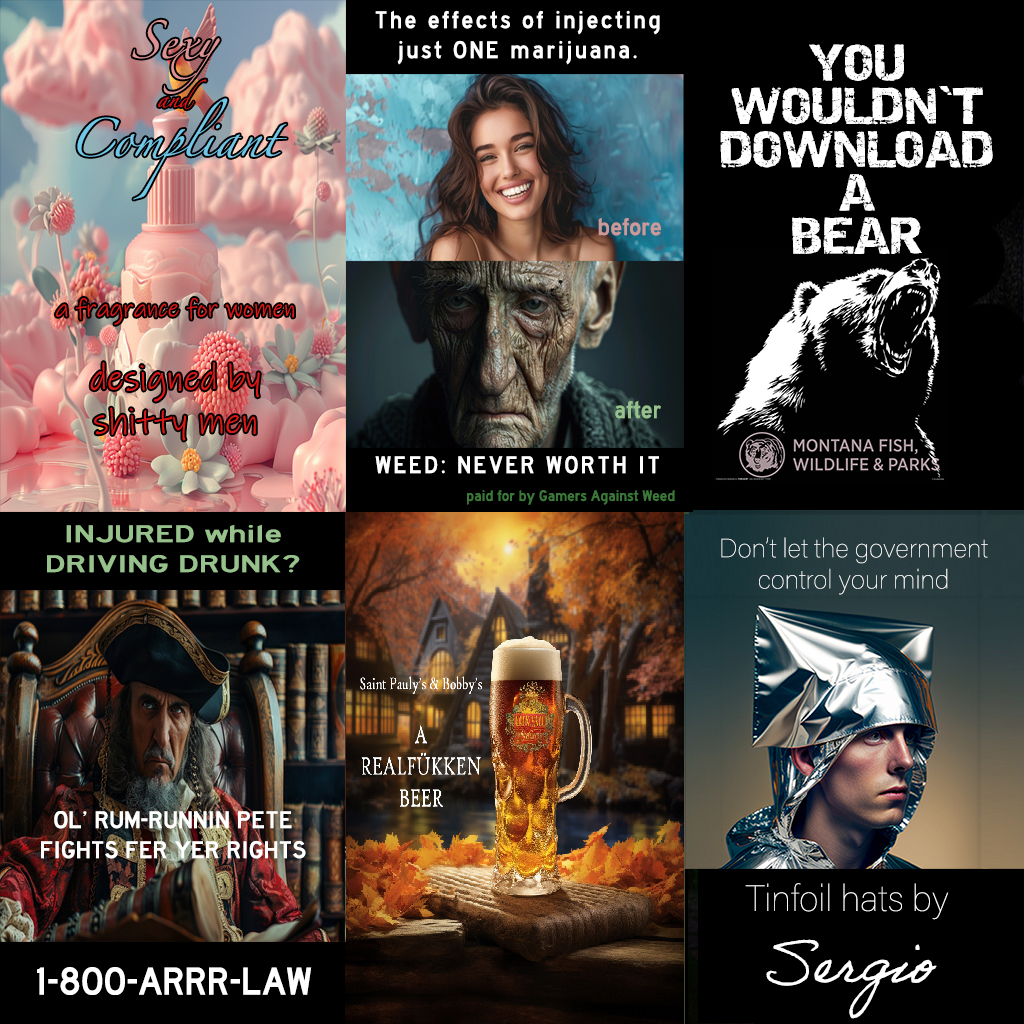 Sexy
and
Compliant
a fragrance for women
designed by
shitty men
The effects of injecting
just ONE marijuana.
before
after
WEED: NEVER WORTH IT
paid for by Gamers Against Weed
YOU
WOULDN`T
DOWNLOAD
A
BEAR
MONTANA FISH,
WILDLIFE & PARKS
INJURED while
DRIVING DRUNK?
OL' RUM-RUNNIN PETE
FIGHTS FER YER RIGHTS
1-800-ARRR-LAW
Saint Pauly's & Bobby's
A
REALFÜKKEN
BEER
Don't let the government
control your mind
Tinfoil hats by
Sergio